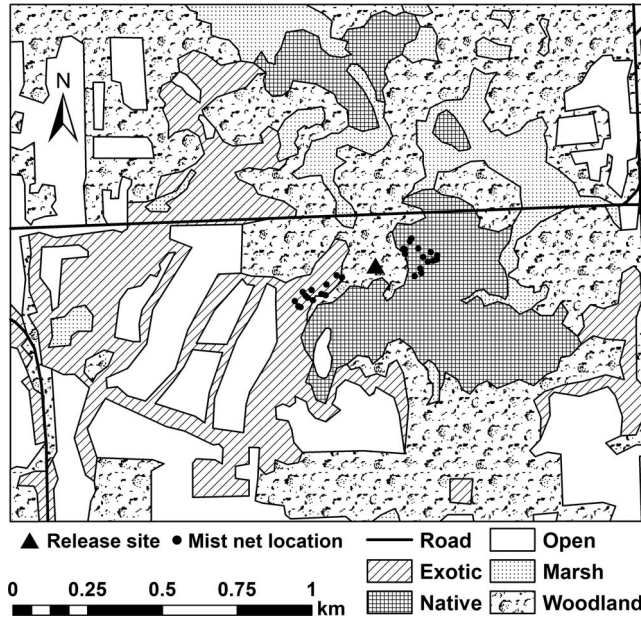 N
Release site Mist net location Road Open
Exotic Marsh
Native Woodland
0 0.25 0.5 0.75 1
km